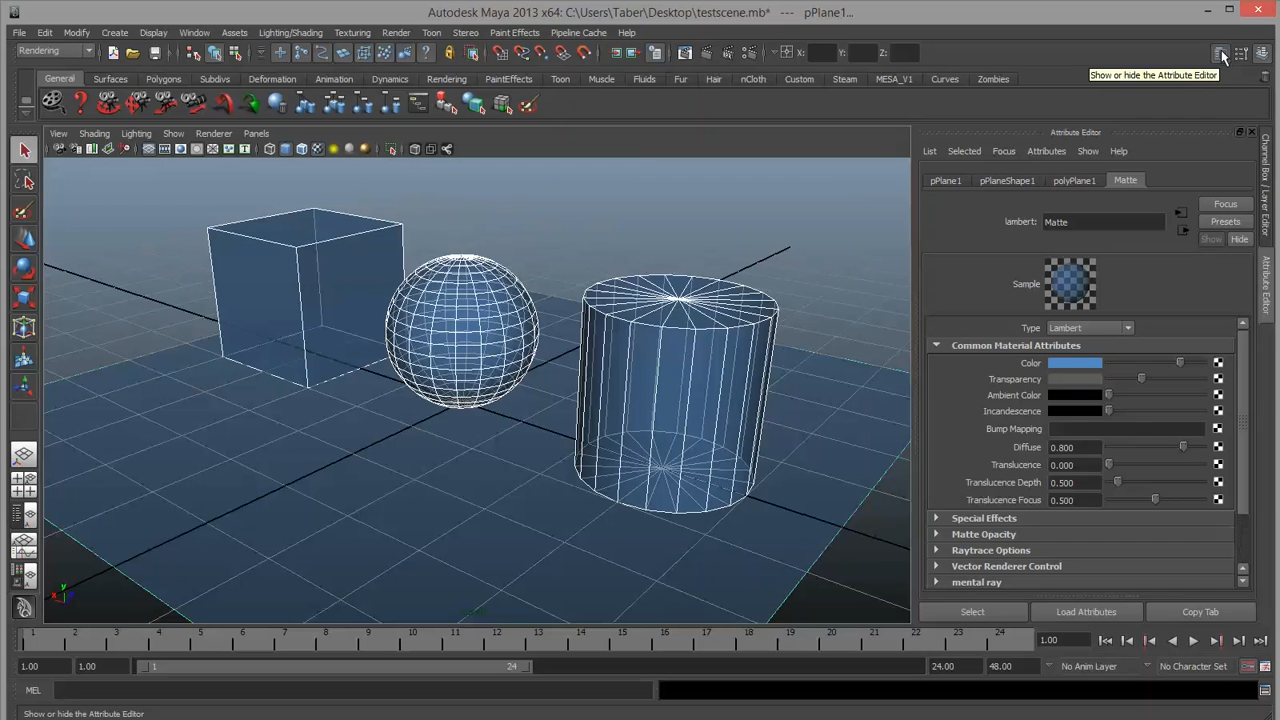 Autodesk Maya 2013 x64: C:\Users\Taber\Desktop\testscene.mb* --- pPlane1...
File Edit Modify Create Display Window Assets Lighting/Shading Texturing Render Toon Stereo Paint Effects Pipeline Cache Help
Rendering X: Y: Z:
General Surfaces Polygons Subdivs Deformation Animation Dynamics Rendering PaintEffects Toon Muscle Fluids Fur Hair nCloth Custom Steam MESA_V1 Curves Zombies
Show or hide the Attribute Editor
View Shading Lighting Show Renderer Panels
Attribute Editor
List Selected Focus Attributes Show Help
pPlane1 pPlaneShape1 polyPlane1 Matte
Focus
lambert: Matte Presets
Show Hide
Sample
Type Lambert
Common Material Attributes
Color
Transparency
Ambient Color
Incandescence
Bump Mapping
Diffuse 0.800
Translucence 0.000
Translucence Depth 0.500
Translucence Focus 0.500
Special Effects
Matte Opacity
Raytrace Options
Vector Renderer Control
mental ray
Select Load Attributes Copy Tab
Channel Box / Layer Editor
Attribute Editor
y
x z
1 2 3 4 5 6 7 8 9 10 11 12 13 14 15 16 17 18 19 20 21 22 23 24 1.00
1.00 1.00 1 24 24.00 48.00 No Anim Layer No Character Set
MEL
Show or hide the Attribute Editor